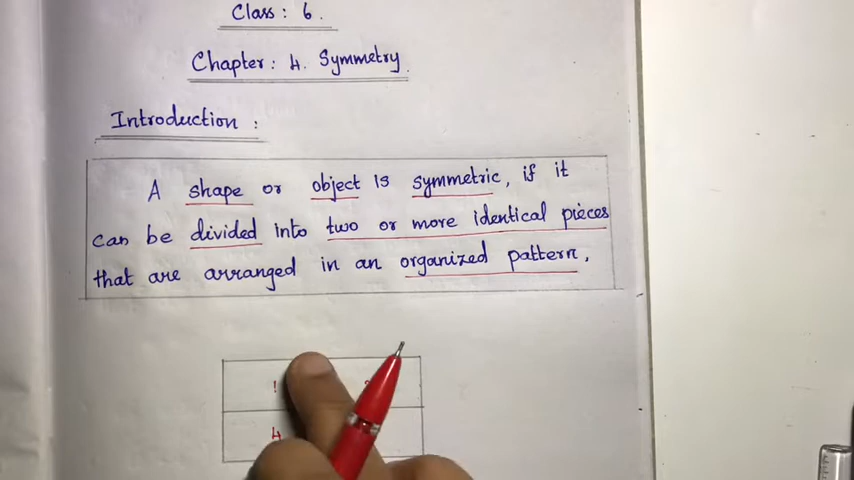 Class : 6.
Chapter : 4. Symmetry.
Introduction :
A shape or object is symmetric, if it
can be divided into two or more identical pieces
that are arranged in an organized pattern.
4